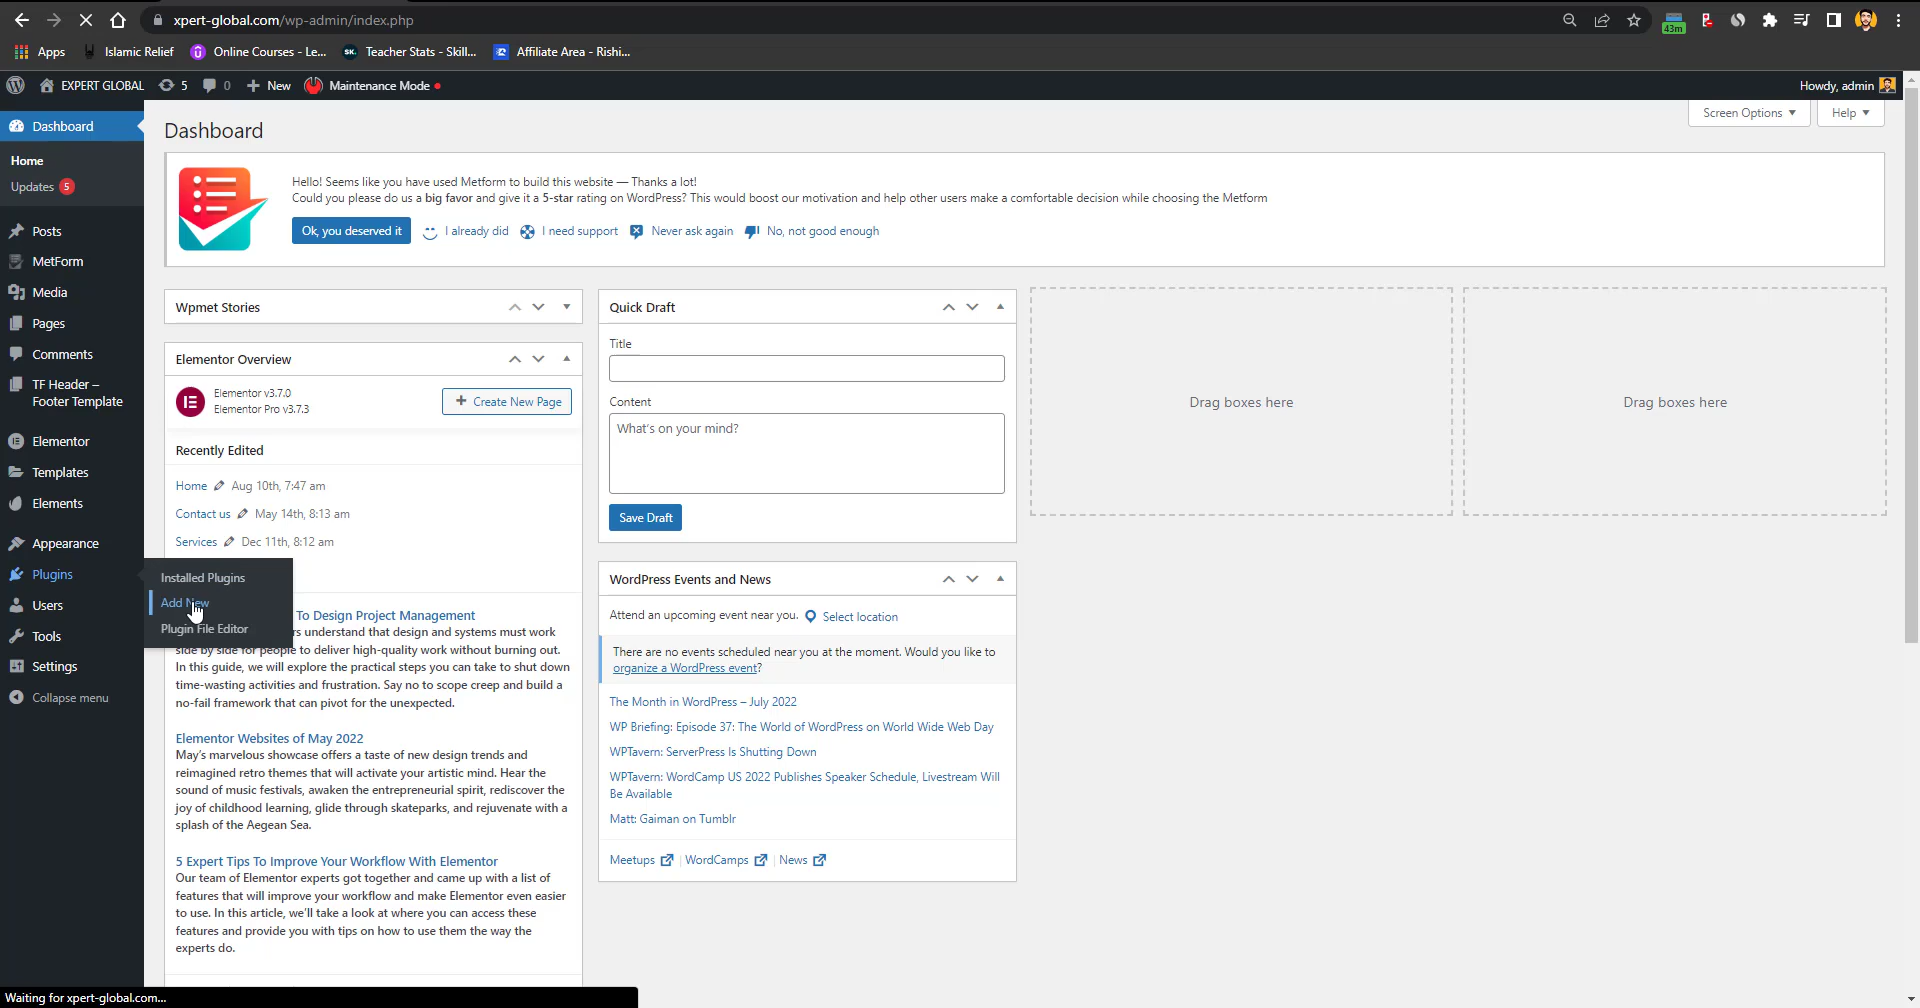 xpert-global.com/wp-admin/index.php
43m
Apps
Islamic Relief
Online Courses - Le...
SK.
Teacher Stats - Skill...
Affiliate Area - Rishi...
EXPERT GLOBAL
5
0
New
Maintenance Mode
Howdy, admin
Dashboard
Home
Updates 5
Posts
MetForm
Media
Pages
Comments
TF Header –
Footer Template
Elementor
Templates
Elements
Appearance
Plugins
Users
Tools
Settings
Collapse menu
Installed Plugins
Add New
Plugin File Editor
Dashboard
Screen Options
Help
Hello! Seems like you have used Metform to build this website — Thanks a lot!
Could you please do us a big favor and give it a 5-star rating on WordPress? This would boost our motivation and help other users make a comfortable decision while choosing the Metform
Ok, you deserved it
I already did
I need support
Never ask again
No, not good enough
Wpmet Stories
Elementor Overview
Elementor v3.7.0
Elementor Pro v3.7.3
Create New Page
Recently Edited
Home Aug 10th, 7:47 am
Contact us May 14th, 8:13 am
Services Dec 11th, 8:12 am
To Design Project Management
rs understand that design and systems must work
side by side for people to deliver high-quality work without burning out.
In this guide, we will explore the practical steps you can take to shut down
time-wasting activities and frustration. Say no to scope creep and build a
no-fail framework that can pivot for the unexpected.
Elementor Websites of May 2022
May's marvelous showcase offers a taste of new design trends and
reimagined retro themes that will activate your artistic mind. Hear the
sound of music festivals, awaken the entrepreneurial spirit, rediscover the
joy of childhood learning, glide through skateparks, and rejuvenate with a
splash of the Aegean Sea.
5 Expert Tips To Improve Your Workflow With Elementor
Our team of Elementor experts got together and came up with a list of
features that will improve your workflow and make Elementor even easier
to use. In this article, we'll take a look at where you can access these
features and provide you with tips on how to use them the way the
experts do.
Quick Draft
Title
Content
What's on your mind?
Save Draft
WordPress Events and News
Attend an upcoming event near you. Select location
There are no events scheduled near you at the moment. Would you like to
organize a WordPress event?
The Month in WordPress – July 2022
WP Briefing: Episode 37: The World of WordPress on World Wide Web Day
WPTavern: ServerPress Is Shutting Down
WPTavern: WordCamp US 2022 Publishes Speaker Schedule, Livestream Will
Be Available
Matt: Gaiman on Tumblr
Meetups | WordCamps | News
Drag boxes here
Drag boxes here
Waiting for xpert-global.com...